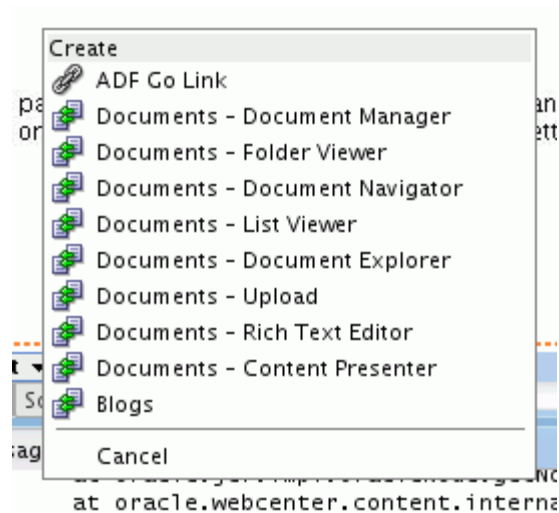 Create
ADF Go Link
Documents - Document Manager
Documents - Folder Viewer
Documents - Document Navigator
Documents - List Viewer
Documents - Document Explorer
Documents - Upload
Documents - Rich Text Editor
Documents - Content Presenter
Blogs
Cancel
at oracle.webcenter.content.interna